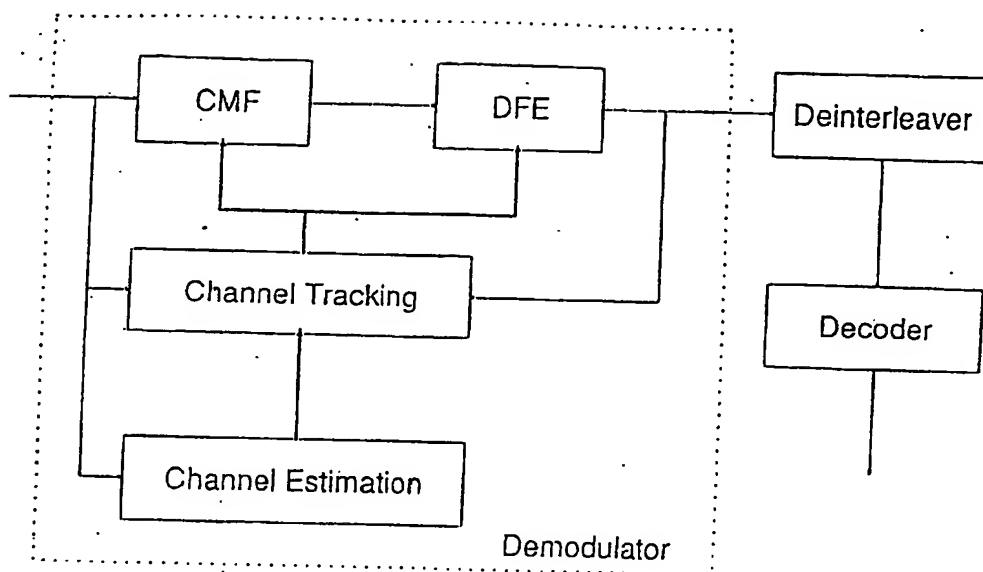 CMF
DFE
Deinterleaver
Channel Tracking
Decoder
Channel Estimation
Demodulator